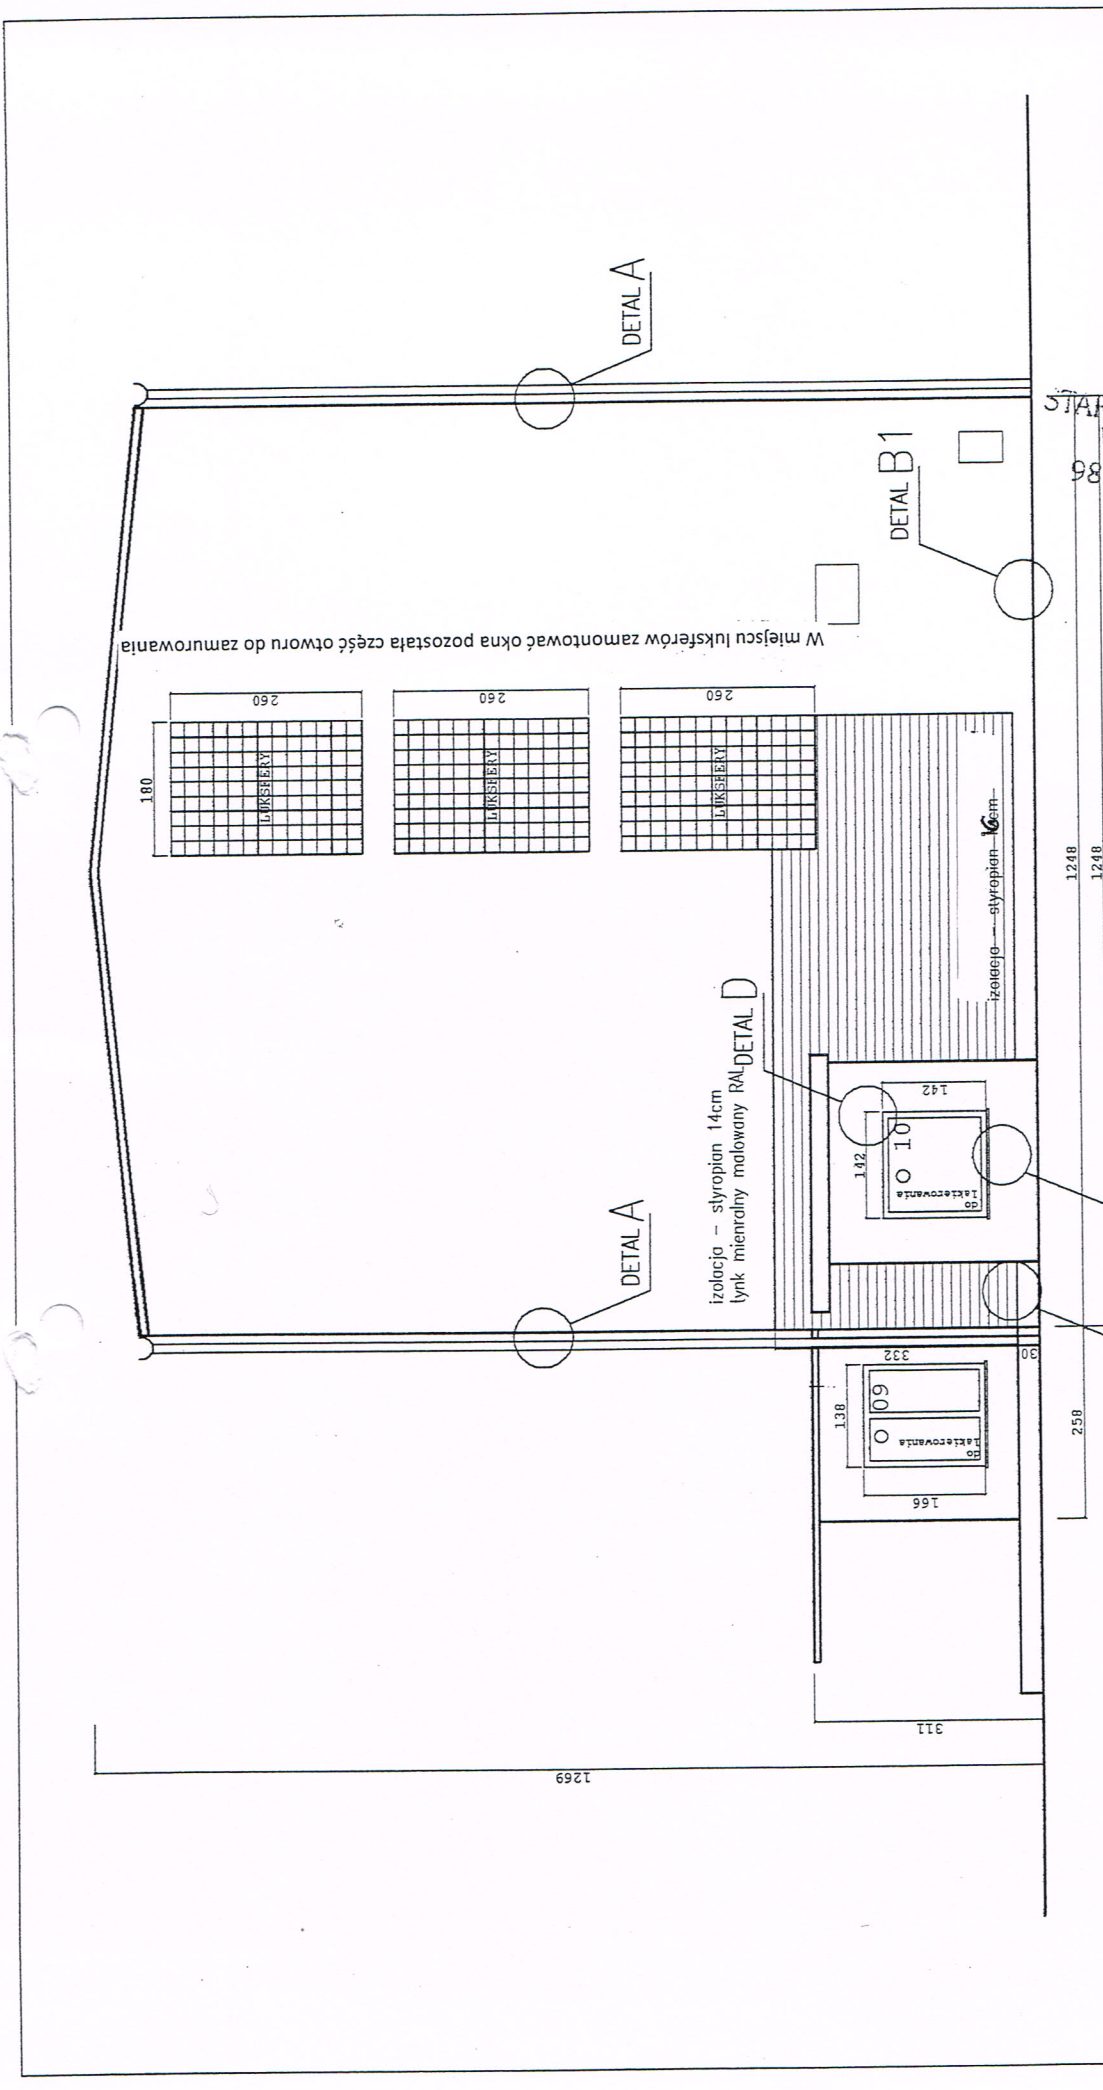 DETAL A
DETAL B1
W miejscu luksferów zamontować okna pozostała część otworu do zamurowania
180
260
260
260
LUKSFERY
LUKSFERY
LUKSFERY
izolacja - styropian
1248
1248
DETAL D
izolacja - styropian 14cm
tynk mienralny malowany RAL
DETAL A
142
142
O 10
do
lakierowania
332
30
138
O 09
do
lakierowania
166
258
311
1269